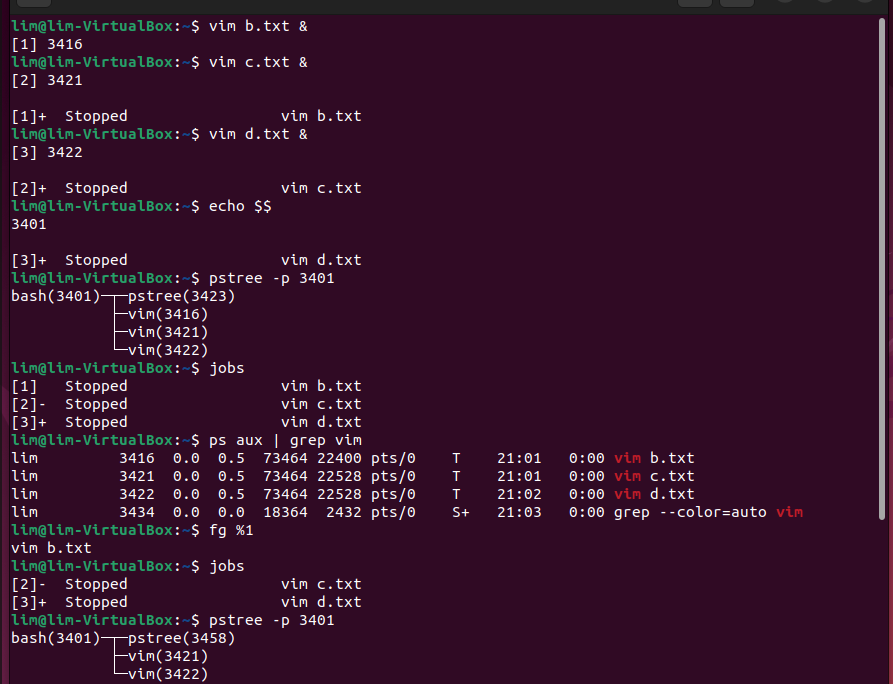 lim@lim-VirtualBox:~$ vim b.txt &
[1] 3416
lim@lim-VirtualBox:~$ vim c.txt &
[2] 3421

[1]+  Stopped                 vim b.txt
lim@lim-VirtualBox:~$ vim d.txt &
[3] 3422

[2]+  Stopped                 vim c.txt
lim@lim-VirtualBox:~$ echo $$
3401

[3]+  Stopped                 vim d.txt
lim@lim-VirtualBox:~$ pstree -p 3401
bash(3401)─┬─pstree(3423)
           ├─vim(3416)
           ├─vim(3421)
           └─vim(3422)
lim@lim-VirtualBox:~$ jobs
[1]   Stopped                 vim b.txt
[2]-  Stopped                 vim c.txt
[3]+  Stopped                 vim d.txt
lim@lim-VirtualBox:~$ ps aux | grep vim
lim         3416  0.0  0.5  73464 22400 pts/0    T    21:01   0:00 vim b.txt
lim         3421  0.0  0.5  73464 22528 pts/0    T    21:01   0:00 vim c.txt
lim         3422  0.0  0.5  73464 22528 pts/0    T    21:02   0:00 vim d.txt
lim         3434  0.0  0.0  18364  2432 pts/0    S+   21:03   0:00 grep --color=auto vim
lim@lim-VirtualBox:~$ fg %1
vim b.txt
lim@lim-VirtualBox:~$ jobs
[2]-  Stopped                 vim c.txt
[3]+  Stopped                 vim d.txt
lim@lim-VirtualBox:~$ pstree -p 3401
bash(3401)─┬─pstree(3458)
           ├─vim(3421)
           └─vim(3422)